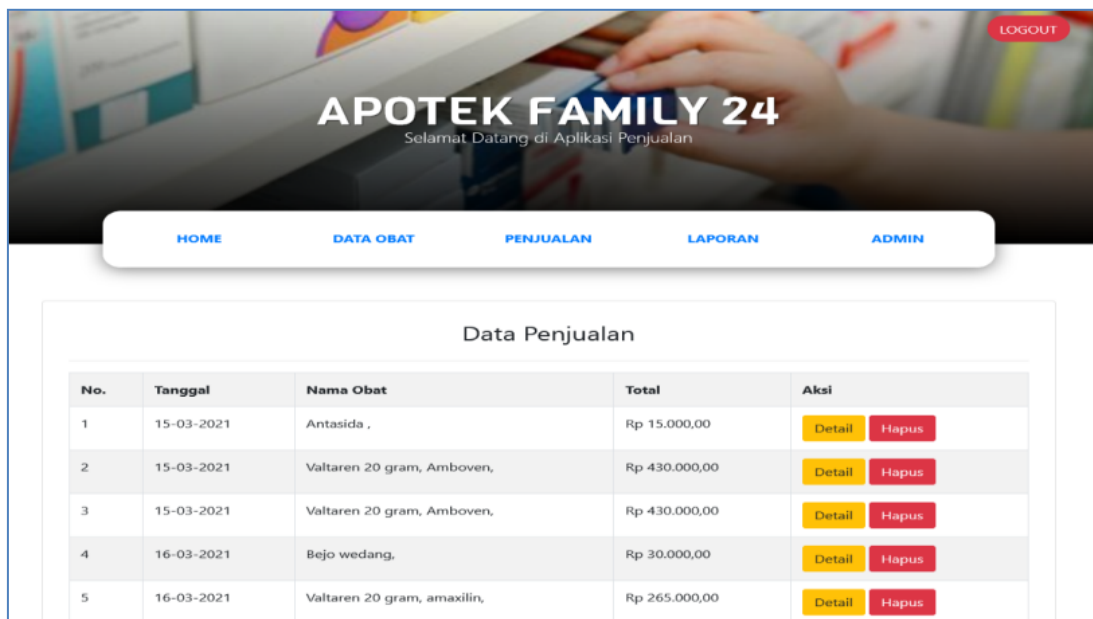 LOGOUT
APOTEK FAMILY 24
Selamat Datang di Aplikasi Penjualan
HOME DATA OBAT PENJUALAN LAPORAN ADMIN
Data Penjualan
No. Tanggal Nama Obat Total Aksi
1 15-03-2021 Antasida , Rp 15.000,00 Detail Hapus
2 15-03-2021 Valtaren 20 gram, Amboven, Rp 430.000,00 Detail Hapus
3 15-03-2021 Valtaren 20 gram, Amboven, Rp 430.000,00 Detail Hapus
4 16-03-2021 Bejo wedang, Rp 30.000,00 Detail Hapus
5 16-03-2021 Valtaren 20 gram, amaxilin, Rp 265.000,00 Detail Hapus